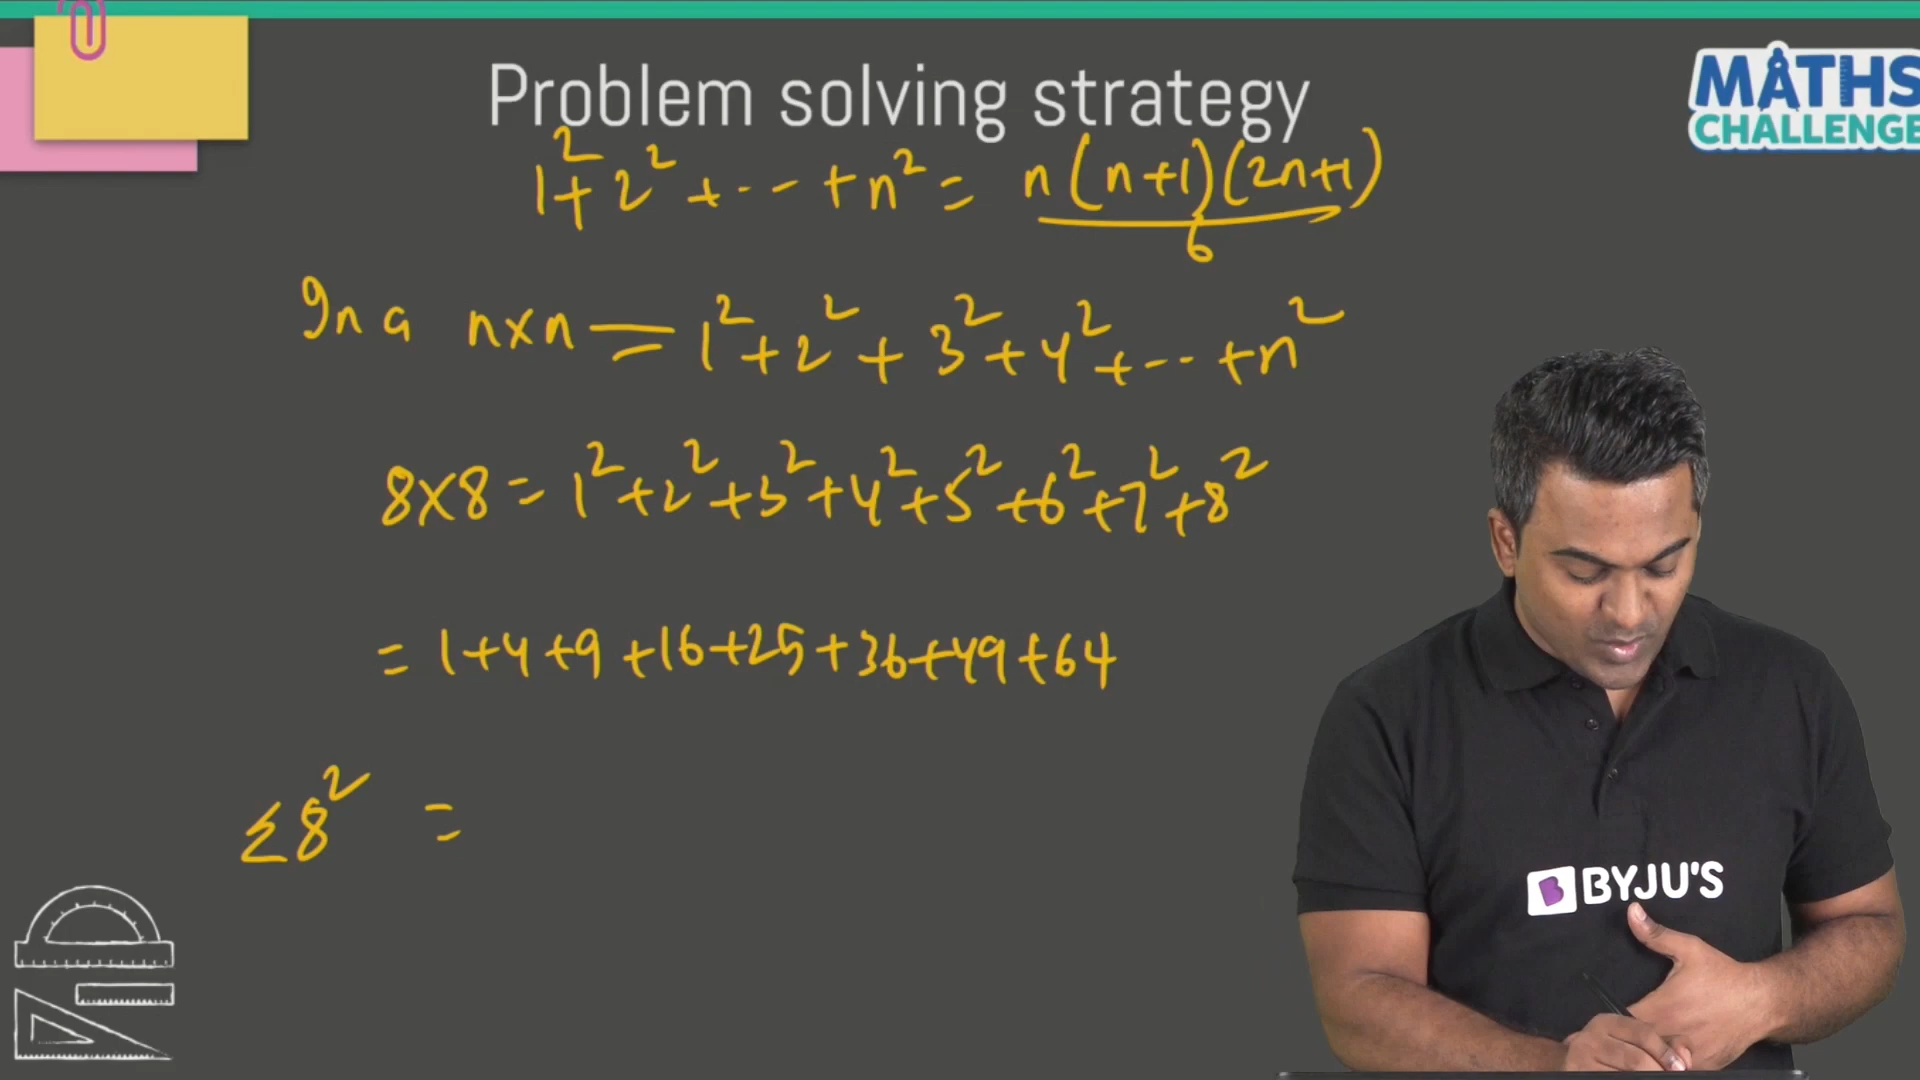 Problem solving strategy
MATHS
CHALLENGE
1²+2²+--+n²= n(n+1)(2n+1)
6
In a n×n = 1²+2²+3²+4²+--+n²
8×8=1²+2²+3²+4²+5²+6²+7²+8²
=1+4+9+16+25+36+49+64
Σ8² =
B BYJU'S